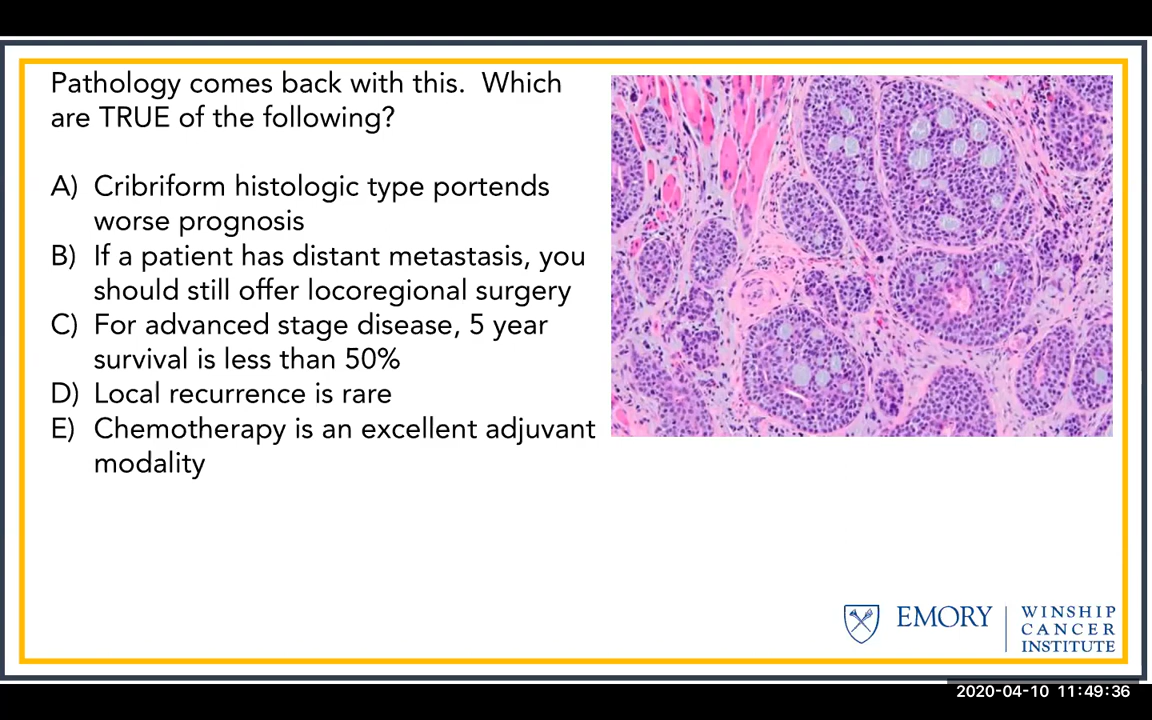 Pathology comes back with this. Which
are TRUE of the following?
A) Cribriform histologic type portends
worse prognosis
B) If a patient has distant metastasis, you
should still offer locoregional surgery
C) For advanced stage disease, 5 year
survival is less than 50%
D) Local recurrence is rare
E) Chemotherapy is an excellent adjuvant
modality
EMORY
WINSHIP
CANCER
INSTITUTE
2020-04-10 11:49:36